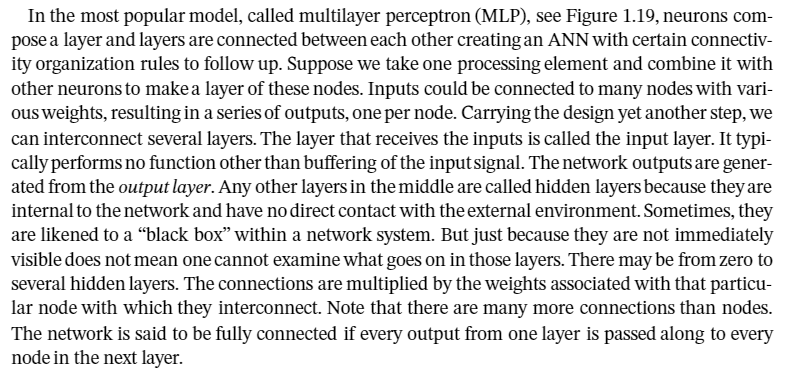 In the most popular model, called multilayer perceptron (MLP), see Figure 1.19, neurons com-
pose a layer and layers are connected between each other creating an ANN with certain connectiv-
ity organization rules to follow up. Suppose we take one processing element and combine it with
other neurons to make a layer of these nodes. Inputs could be connected to many nodes with vari-
ous weights, resulting in a series of outputs, one per node. Carrying the design yet another step, we
can interconnect several layers. The layer that receives the inputs is called the input layer. It typi-
cally performs no function other than buffering of the input signal. The network outputs are gener-
ated from the output layer. Any other layers in the middle are called hidden layers because they are
internal to the network and have no direct contact with the external environment. Sometimes, they
are likened to a “black box” within a network system. But just because they are not immediately
visible does not mean one cannot examine what goes on in those layers. There may be from zero to
several hidden layers. The connections are multiplied by the weights associated with that particu-
lar node with which they interconnect. Note that there are many more connections than nodes.
The network is said to be fully connected if every output from one layer is passed along to every
node in the next layer.